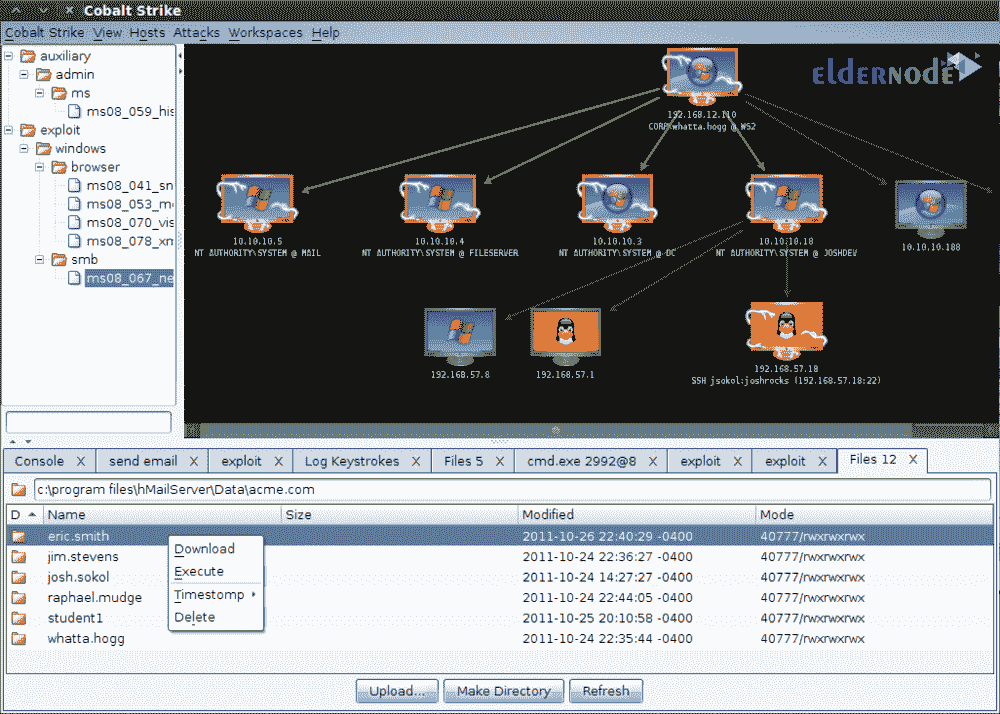 Cobalt Strike
Cobalt Strike View Hosts Attacks Workspaces Help
auxiliary
admin
ms
ms08_059_his
exploit
windows
browser
ms08_041_sn
ms08_053_m
ms08_070_vis
ms08_078_xm
smb
ms08_067_ne
ELDERNODE
192.168.12.110
CORP\whatta.hogg @ WS2
10.10.10.5
NT AUTHORITY\SYSTEM @ MAIL
10.10.10.4
NT AUTHORITY\SYSTEM @ FILESERVER
10.10.10.3
NT AUTHORITY\SYSTEM @ DC
10.10.10.18
NT AUTHORITY\SYSTEM @ JOSHDEV
10.10.10.188
192.168.57.8
192.168.57.1
192.168.57.18
SSH jsokol:joshrocks (192.168.57.18:22)
Console X send email X exploit X Log Keystrokes X Files 5 X cmd.exe 2992@8 X exploit X exploit X Files 12 X
c:\program files\hMailServer\Data\acme.com
D Name Size Modified Mode
eric.smith 2011-10-26 22:40:29 -0400 40777/rwxrwxrwx
jim.stevens 2011-10-24 22:36:27 -0400 40777/rwxrwxrwx
josh.sokol 2011-10-24 14:27:27 -0400 40777/rwxrwxrwx
raphael.mudge 2011-10-24 22:44:05 -0400 40777/rwxrwxrwx
student1 2011-10-25 20:10:58 -0400 40777/rwxrwxrwx
whatta.hogg 2011-10-24 22:35:44 -0400 40777/rwxrwxrwx
Download
Execute
Timestomp
Delete
Upload... Make Directory Refresh